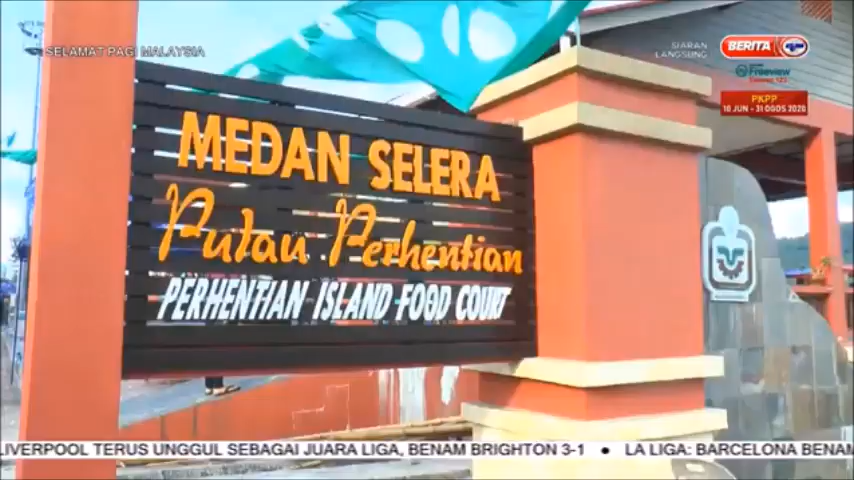 SELAMAT PAGI MALAYSIA
SIARAN
LANGSUNG
BERITA
Freeview
PKPP
10 JUN - 31 OGOS 2020
MEDAN SELERA
Pulau Perhentian
PERHENTIAN ISLAND FOOD COURT
LIVERPOOL TERUS UNGGUL SEBAGAI JUARA LIGA, BENAM BRIGHTON 3-1 ● LA LIGA: BARCELONA BENAM